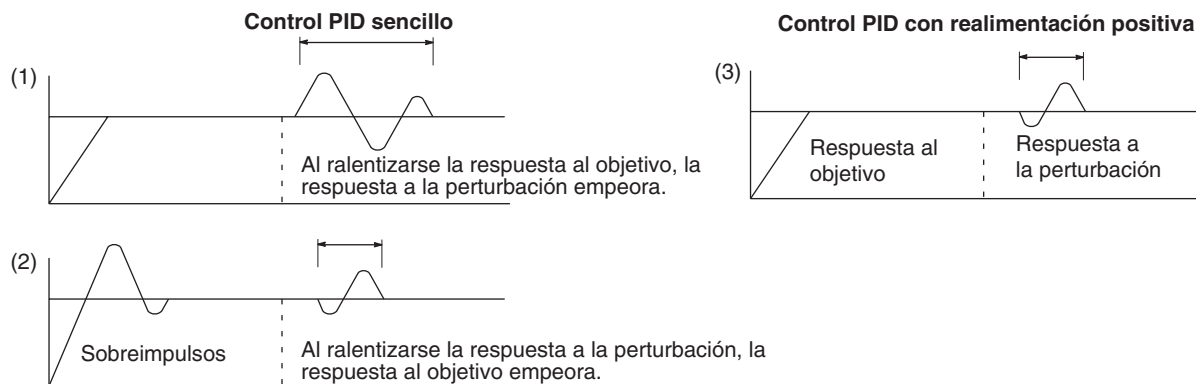 Control PID sencillo
(1)
Al ralentizarse la respuesta al objetivo, la
respuesta a la perturbación empeora.
(2)
Sobreimpulsos
Al ralentizarse la respuesta a la perturbación, la
respuesta al objetivo empeora.
Control PID con realimentación positiva
(3)
Respuesta al
objetivo
Respuesta a
la perturbación